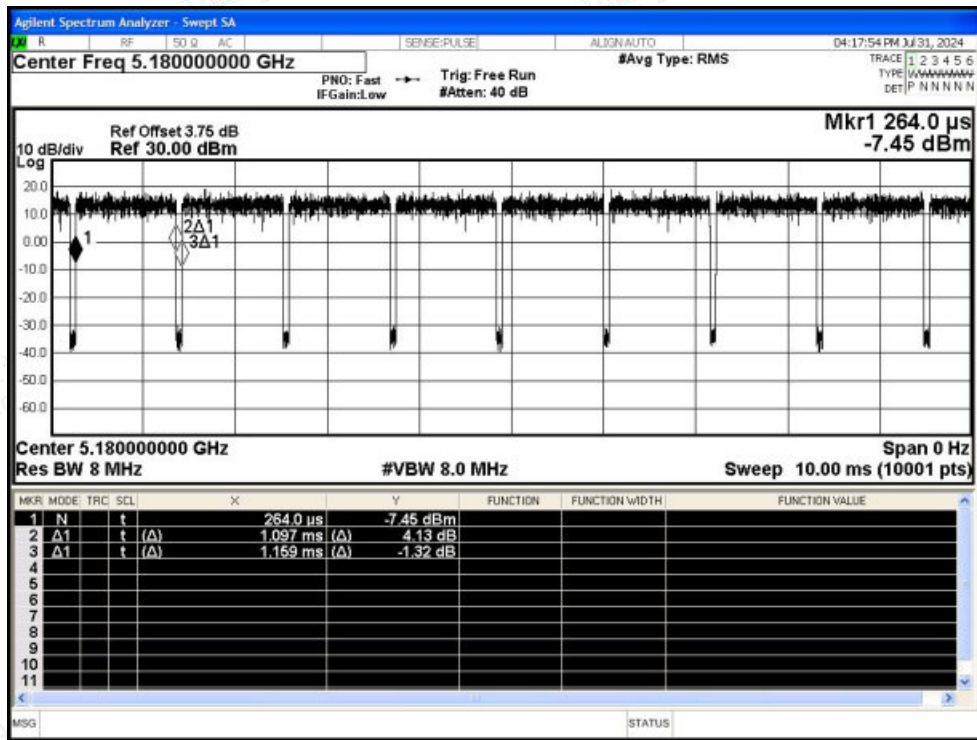 Agilent Spectrum Analyzer - Swept SA
R RF 50 Ω AC SENSE:PULSE ALIGNAUTO 04:17:54 PM Jul 31, 2024
Center Freq 5.180000000 GHz #Avg Type: RMS TRACE 1 2 3 4 5 6
PNO: Fast Trig: Free Run TYPE
IFGain:Low #Atten: 40 dB DET P N N N N N
Mkr1 264.0 µs
Ref Offset 3.75 dB
10 dB/div Ref 30.00 dBm -7.45 dBm
Log
20.0
10.0
2Δ1
0.00
1
3Δ1
-10.0
-20.0
-30.0
-40.0
-50.0
-60.0
Center 5.180000000 GHz Span 0 Hz
Res BW 8 MHz #VBW 8.0 MHz Sweep 10.00 ms (10001 pts)
MKR MODE TRC SCL X Y FUNCTION FUNCTION WIDTH FUNCTION VALUE
1 N t 264.0 µs -7.45 dBm
2 Δ1 t (Δ) 1.097 ms (Δ) 4.13 dB
3 Δ1 t (Δ) 1.159 ms (Δ) -1.32 dB
4
5
6
7
8
9
10
11
MSG STATUS